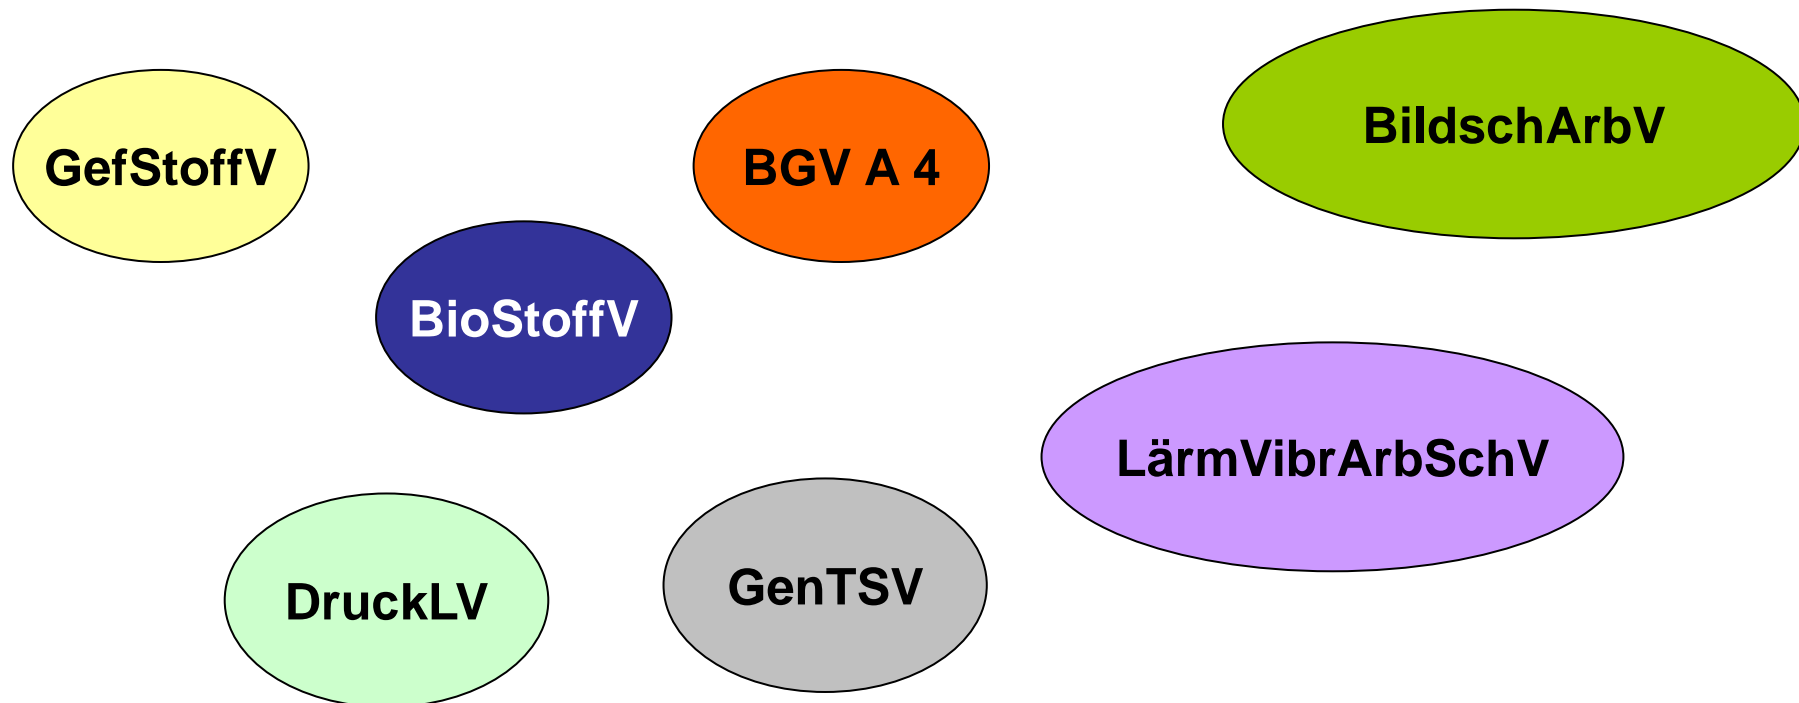 GefStoffV
BGV A 4
BildschArbV
BioStoffV
LärmVibrArbSchV
DruckLV
GenTSV